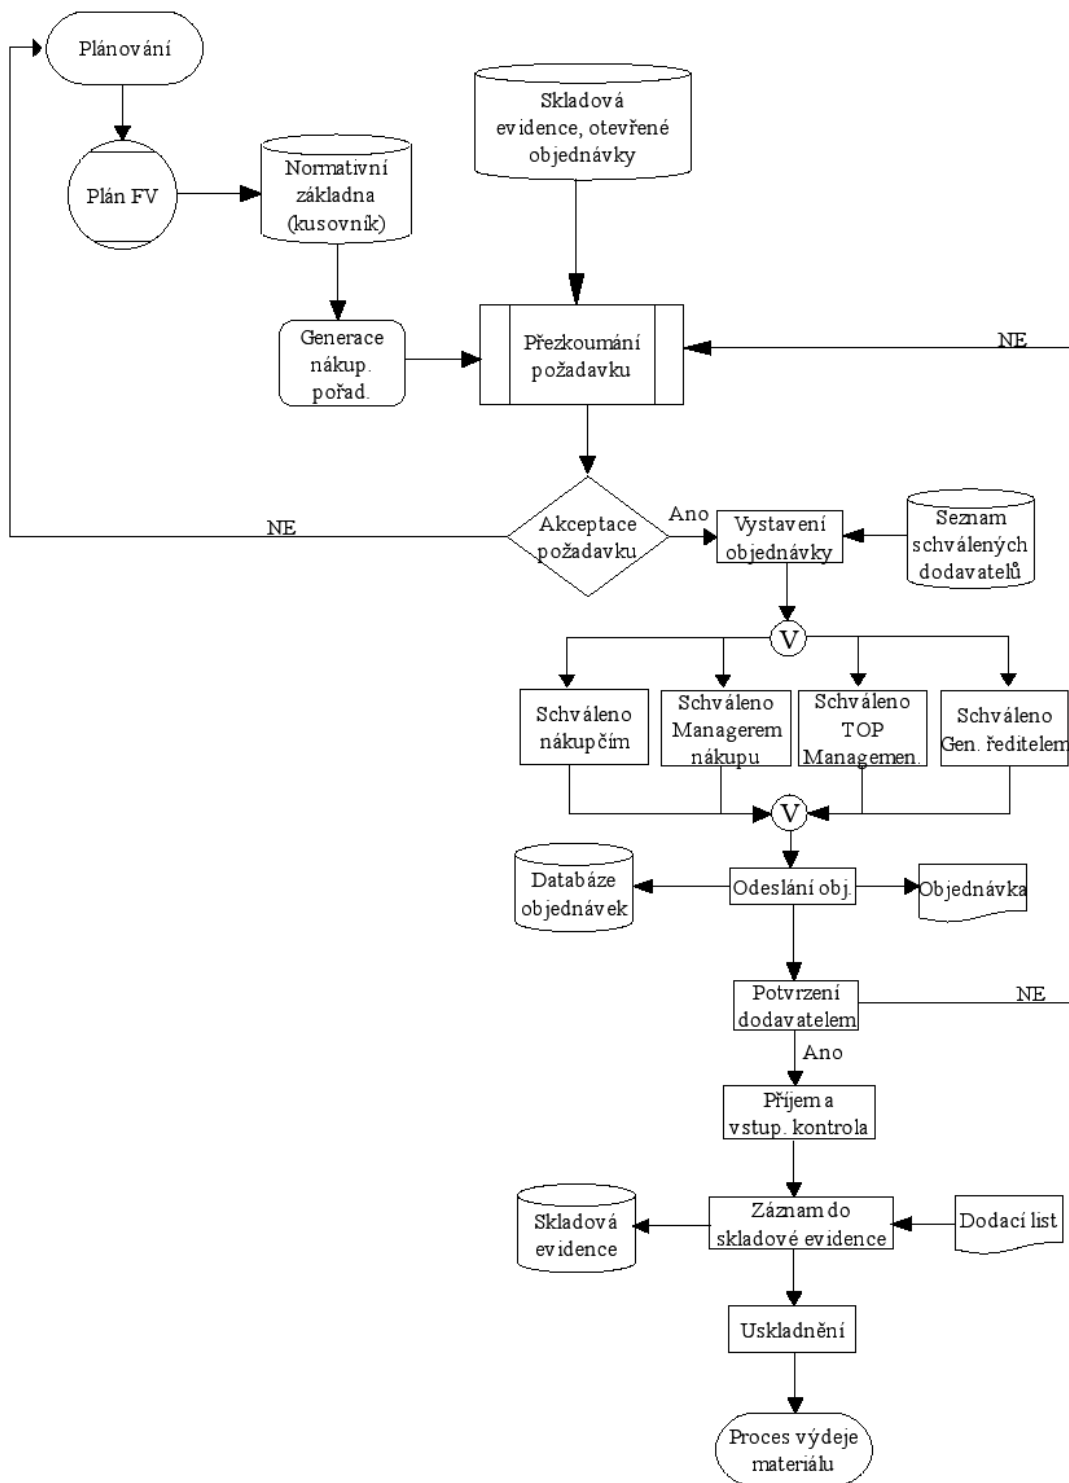 Plánování
Plán FV
Normativní
základna
(kusovník)
Skladová
evidence, otevřené
objednávky
Generace
nákup.
pořad.
Přezkoumání
požadavku
NE
Akceptace
požadavku
NE
Ano
Vystavení
objednávky
Seznam
schválených
dodavatelů
V
Schváleno
nákupčím
Schváleno
Managerem
nákupu
Schváleno
TOP
Managemen.
Schváleno
Gen. ředitelem
V
Databáze
objednávek
Odeslání obj.
Objednávka
Potvrzení
dodavatelem
NE
Ano
Příjem a
vstup. kontrola
Skladová
evidence
Záznam do
skladové evidence
Dodací list
Uskladnění
Proces výdeje
materiálu